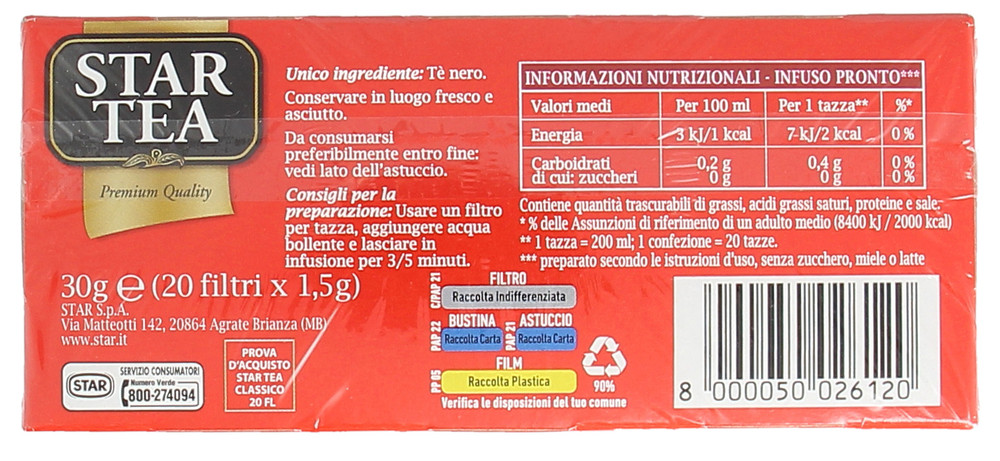 STAR
TEA
Premium Quality
Unico ingrediente: Tè nero.
Conservare in luogo fresco e
asciutto.
Da consumarsi
preferibilmente entro fine:
vedi lato dell'astuccio.
Consigli per la
preparazione: Usare un filtro
per tazza, aggiungere acqua
bollente e lasciare in
infusione per 3/5 minuti.
INFORMAZIONI NUTRIZIONALI - INFUSO PRONTO***
Valori medi Per 100 ml Per 1 tazza** %*
Energia 3 kJ/1 kcal 7 kJ/2 kcal 0 %
Carboidrati 0,2 g 0,4 g 0 %
di cui: zuccheri 0 g 0 g 0 %
Contiene quantità trascurabili di grassi, acidi grassi saturi, proteine e sale.
* % delle Assunzioni di riferimento di un adulto medio (8400 kJ / 2000 kcal)
** 1 tazza = 200 ml; 1 confezione = 20 tazze.
*** preparato secondo le istruzioni d'uso, senza zucchero, miele o latte
30g ℮ (20 filtri x 1,5g)
STAR S.p.A.
Via Matteotti 142, 20864 Agrate Brianza (MB)
www.star.it
STAR
SERVIZIO CONSUMATORI
Numero Verde
800-274094
PROVA
D'ACQUISTO
STAR TEA
CLASSICO
20 FL
FILTRO
C/PAP 21
Raccolta Indifferenziata
BUSTINA
PAP 22
Raccolta Carta
ASTUCCIO
PAP 21
Raccolta Carta
FILM
PP 05
Raccolta Plastica
Verifica le disposizioni del tuo comune
90%
8 000050 026120